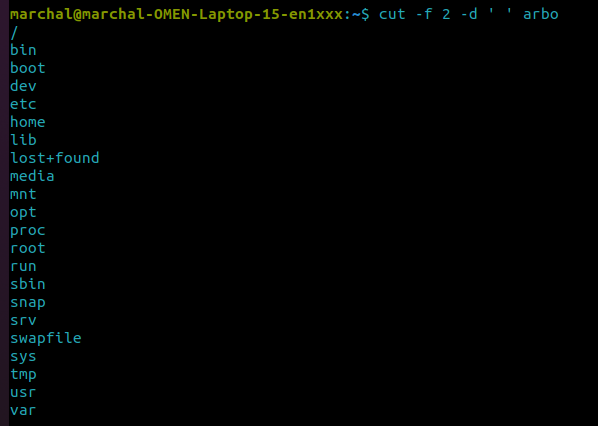 marchal@marchal-OMEN-Laptop-15-en1xxx:~$ cut -f 2 -d ' ' arbo
/
bin
boot
dev
etc
home
lib
lost+found
media
mnt
opt
proc
root
run
sbin
snap
srv
swapfile
sys
tmp
usr
var